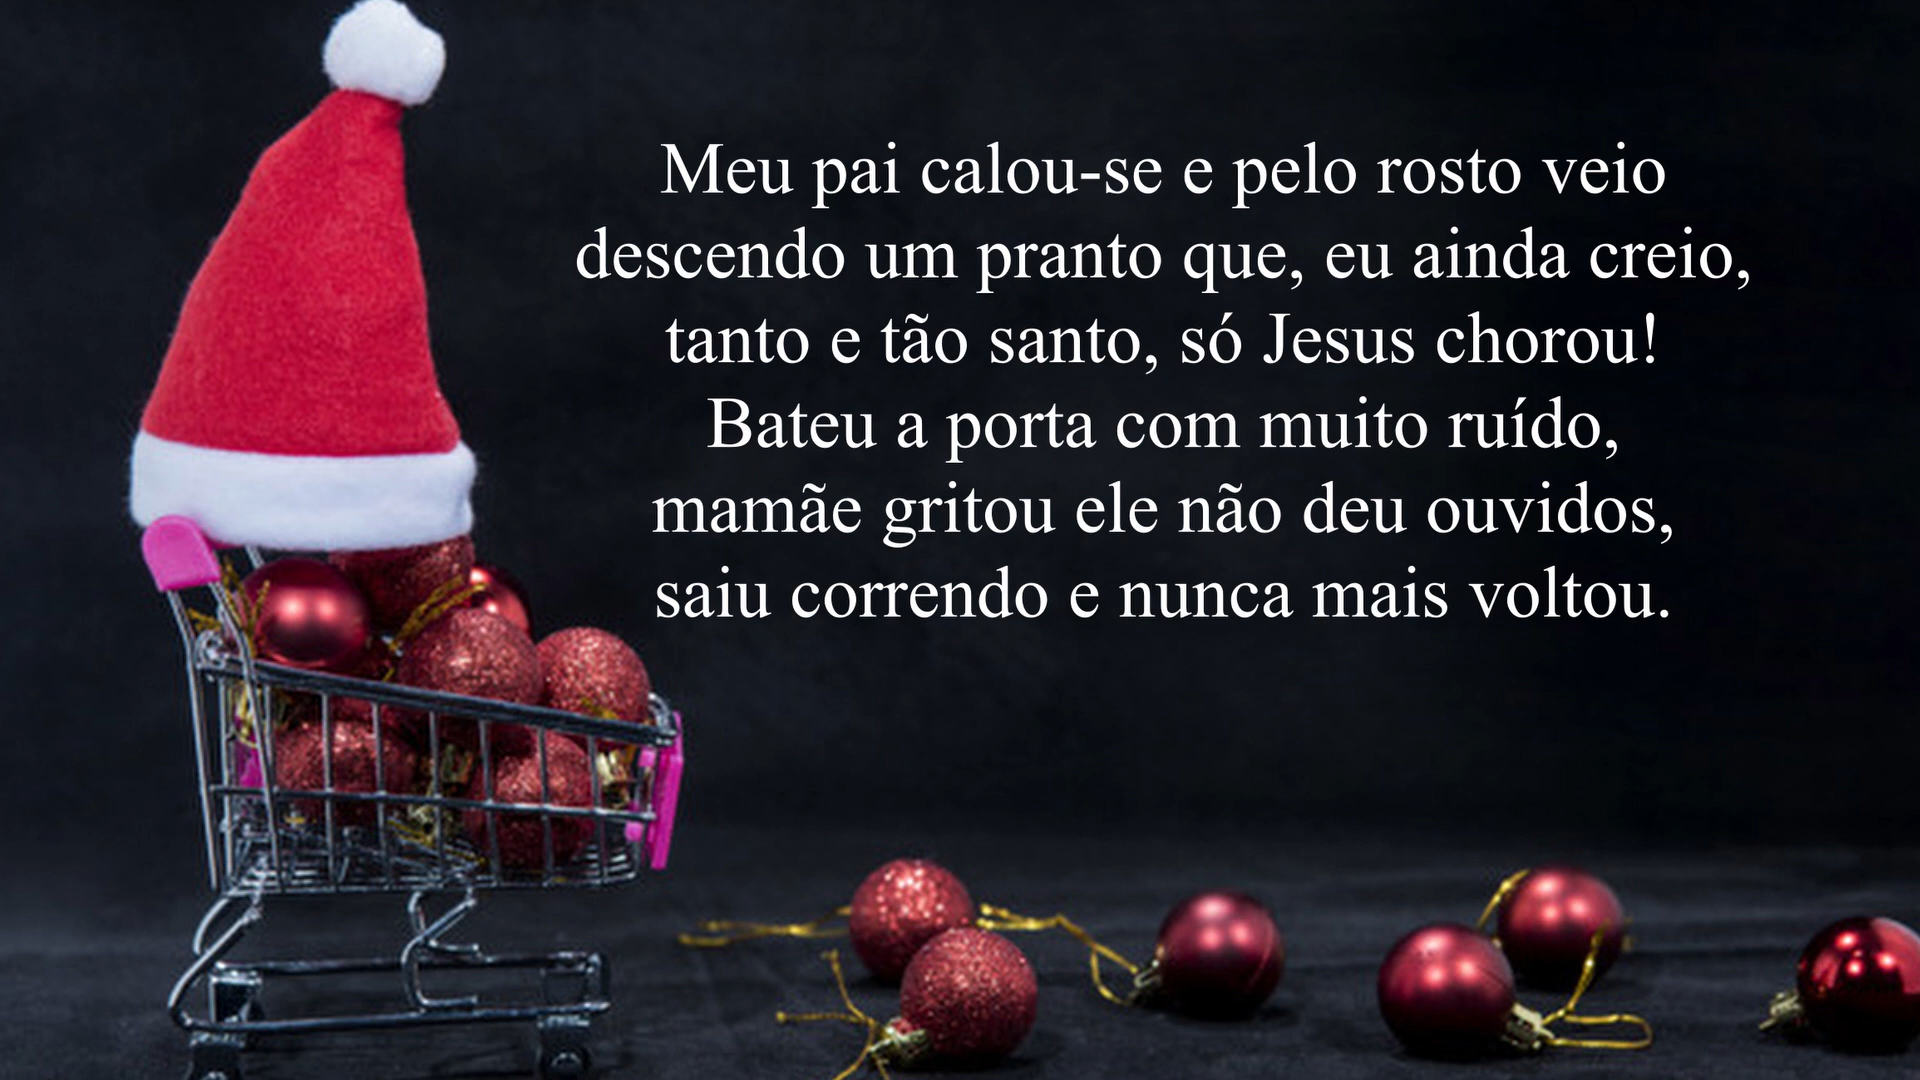 Meu pai calou-se e pelo rosto veio
descendo um pranto que, eu ainda creio,
tanto e tão santo, só Jesus chorou!
Bateu a porta com muito ruído,
mamãe gritou ele não deu ouvidos,
saiu correndo e nunca mais voltou.